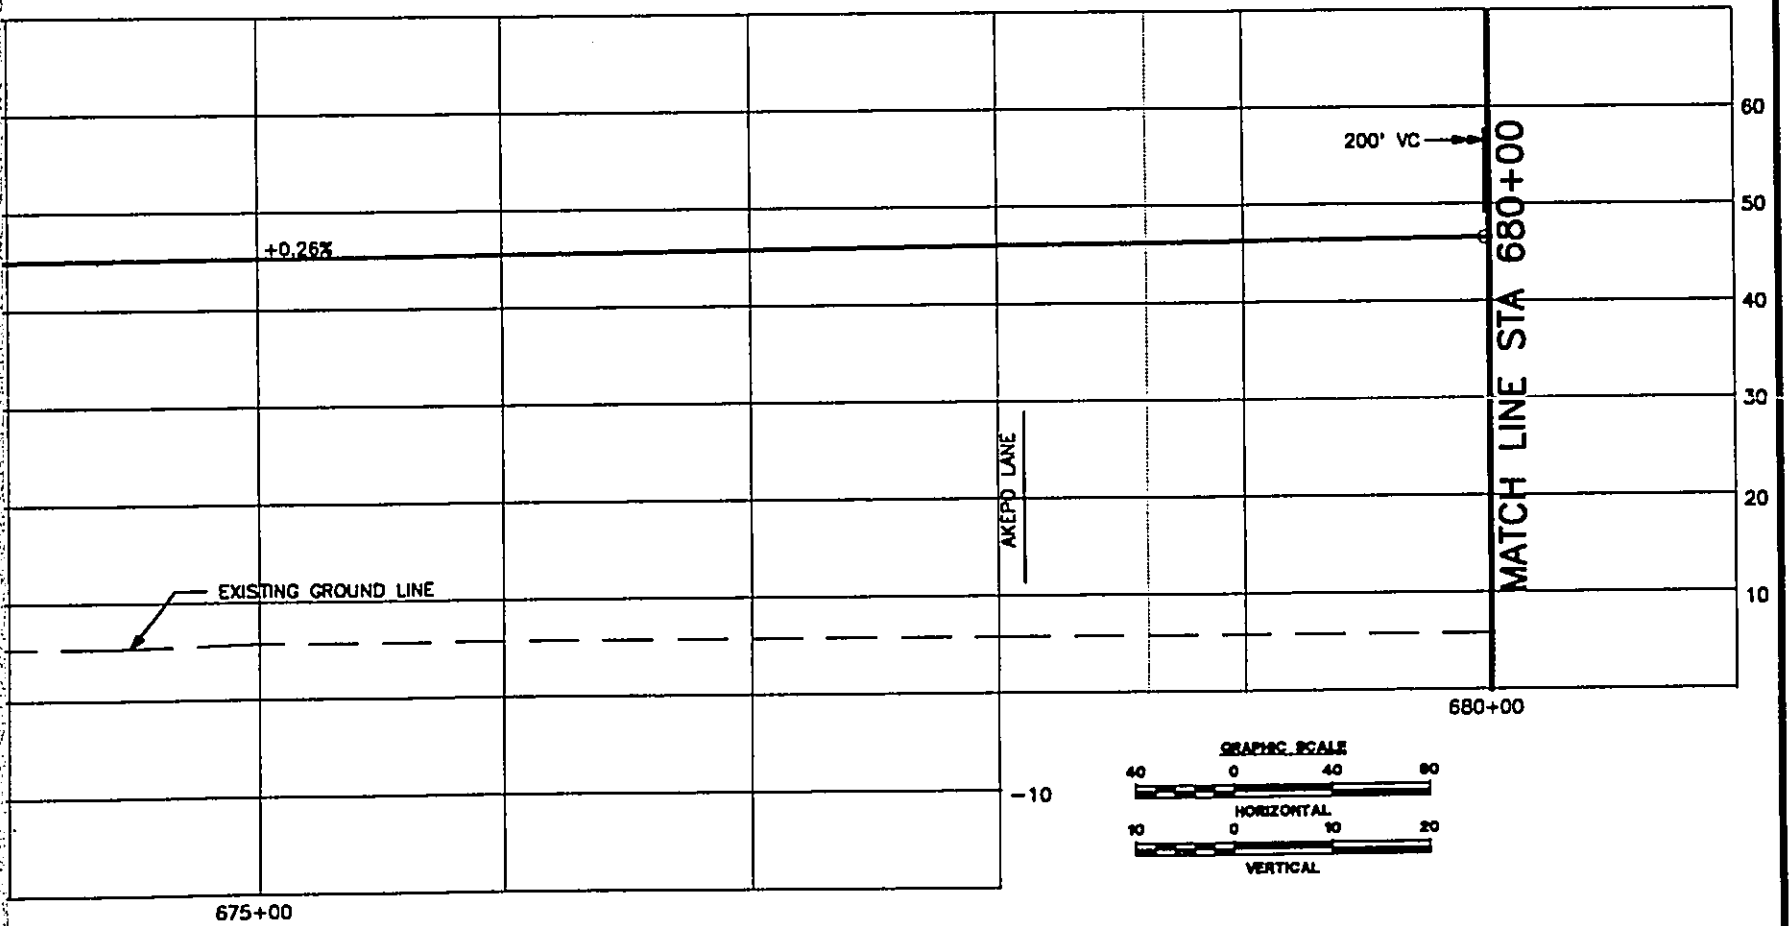 60
200' VC
50
+0.26%
40
30
20
10
MATCH LINE STA 680+00
AKEPO LANE
EXISTING GROUND LINE
680+00
-10
GRAPHIC SCALE
40 0 40 80
HORIZONTAL
10 0 10 20
VERTICAL
675+00